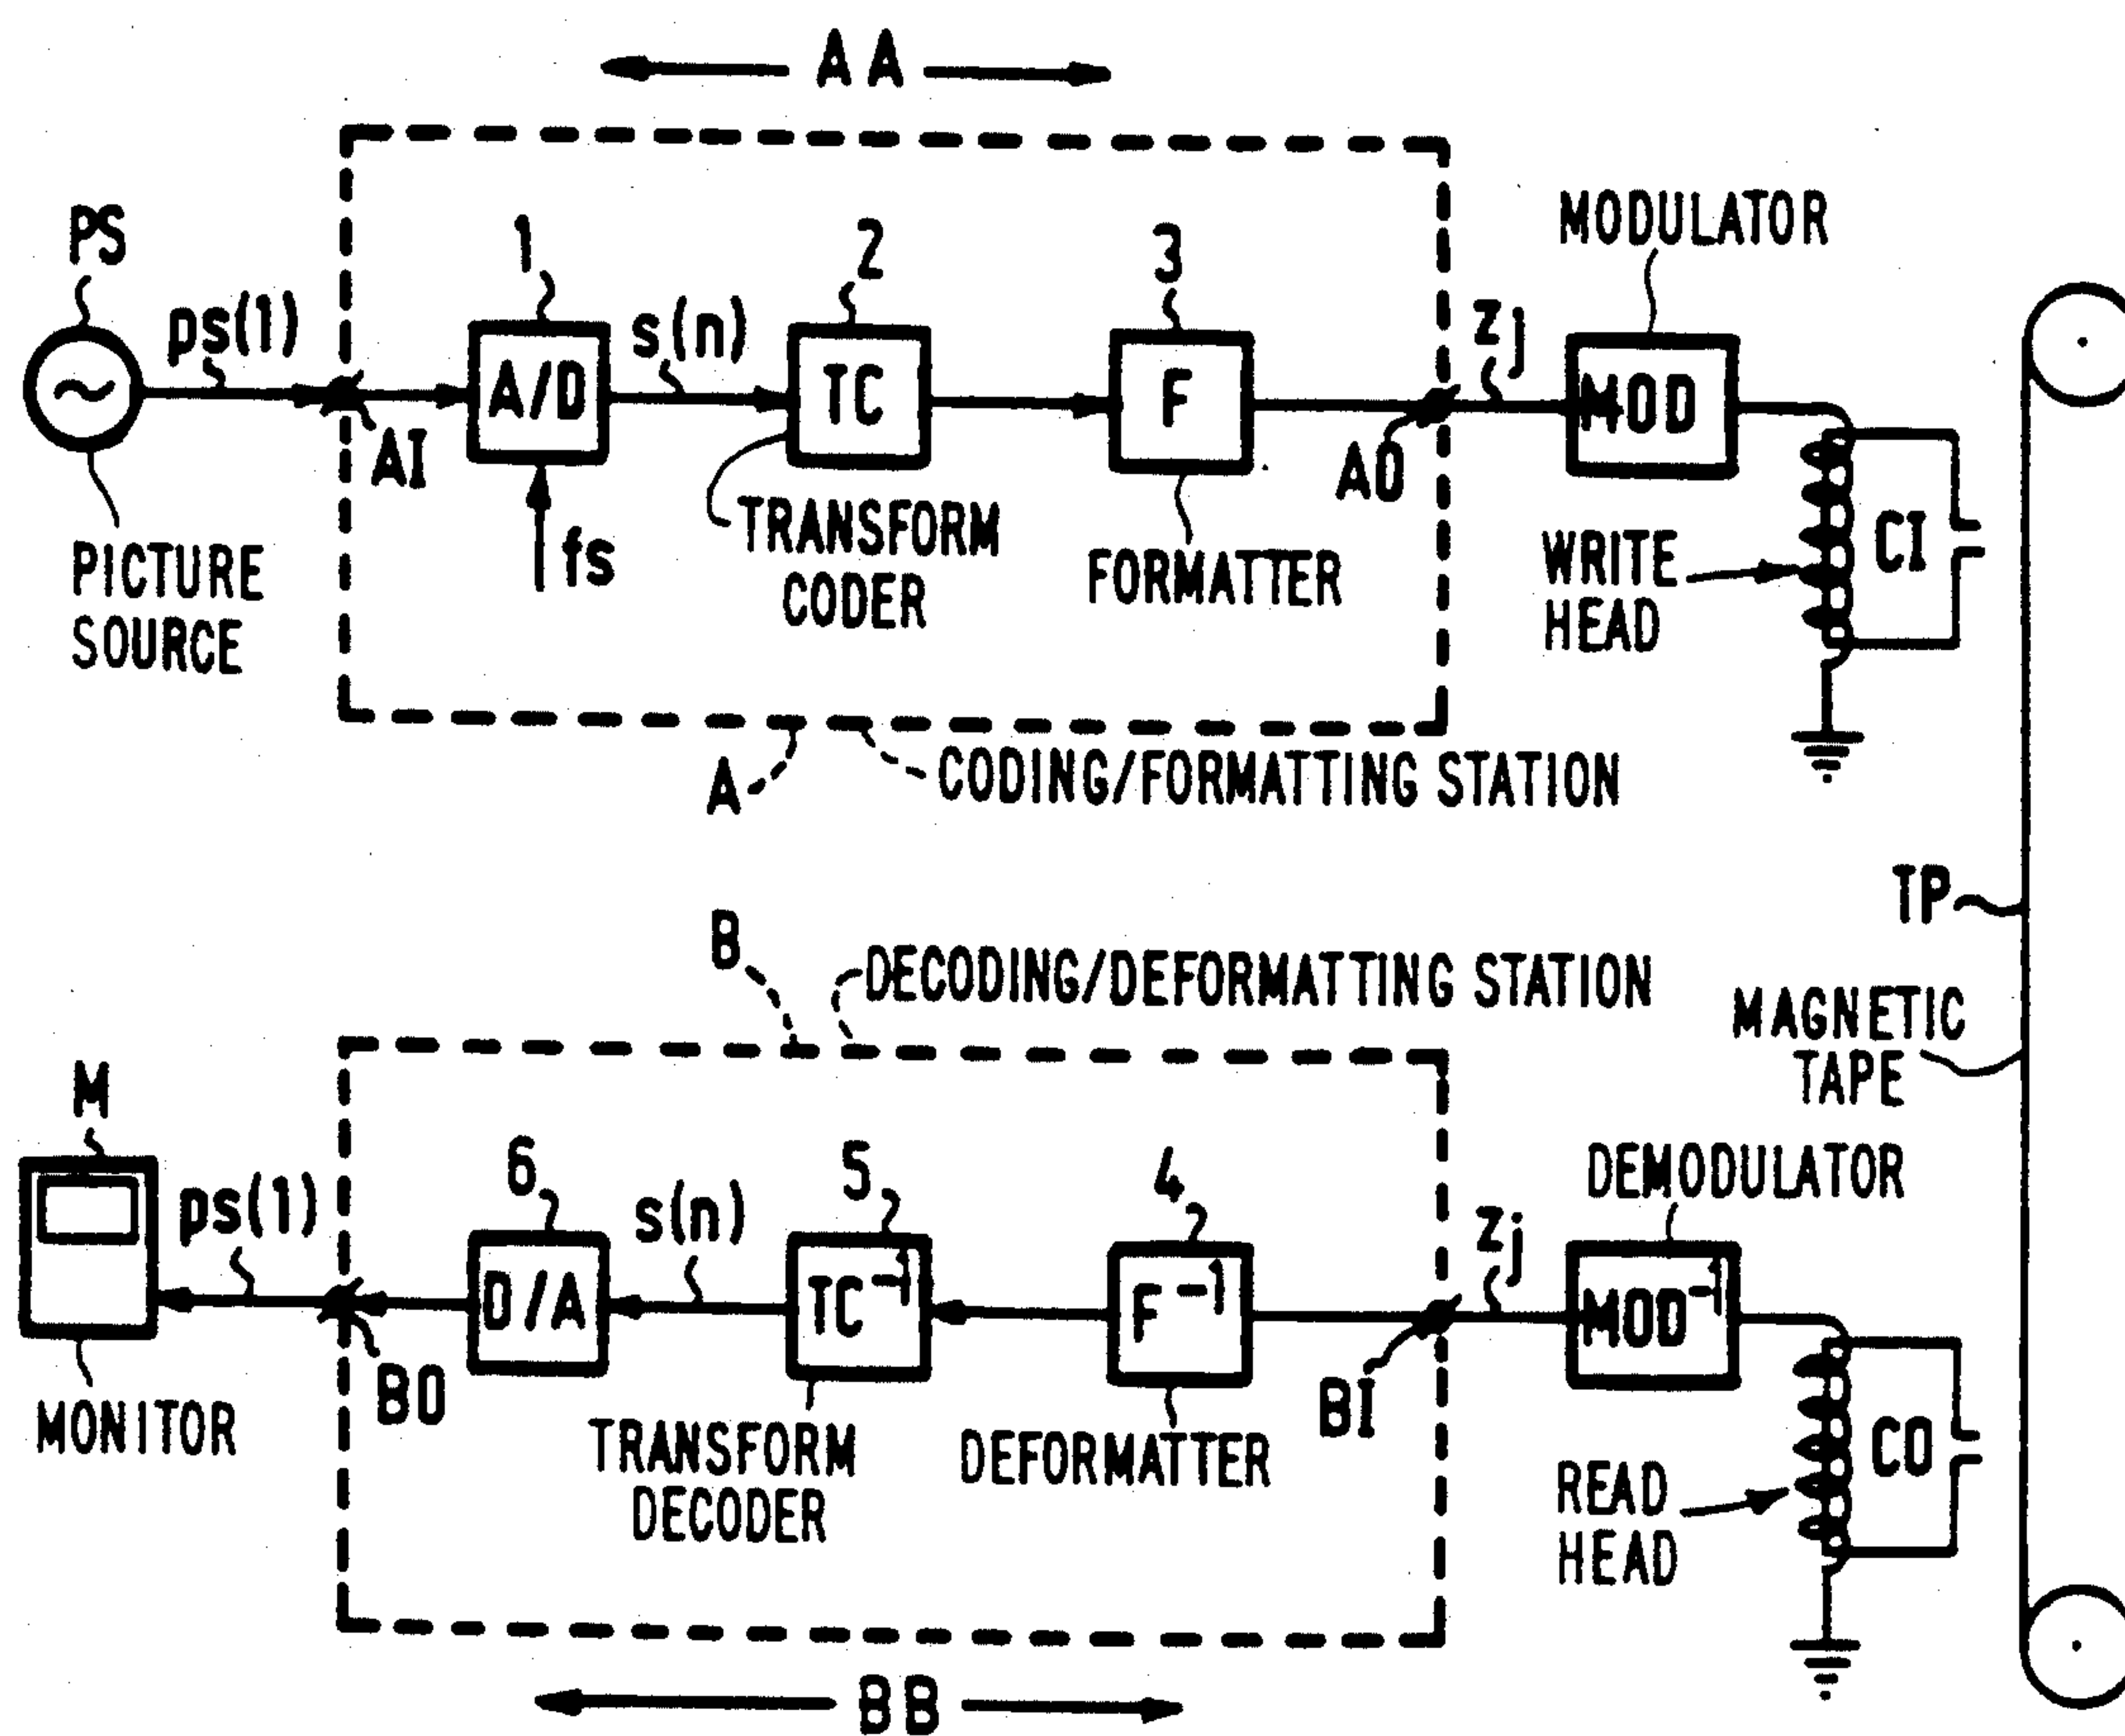 AA
PS
1
2
3
MODULATOR
ps(1)
s(n)
zj
A/D
TC
F
MOD
AI
AO
fs
TRANSFORM
CODER
FORMATTER
WRITE
HEAD
CI
PICTURE
SOURCE
A
CODING/FORMATTING STATION
TP
B
DECODING/DEFORMATTING STATION
MAGNETIC
TAPE
M
6
5
4
DEMODULATOR
ps(1)
s(n)
zj
D/A
TC-1
F-1
MOD-1
BO
BI
CO
MONITOR
TRANSFORM
DECODER
DEFORMATTER
READ
HEAD
BB